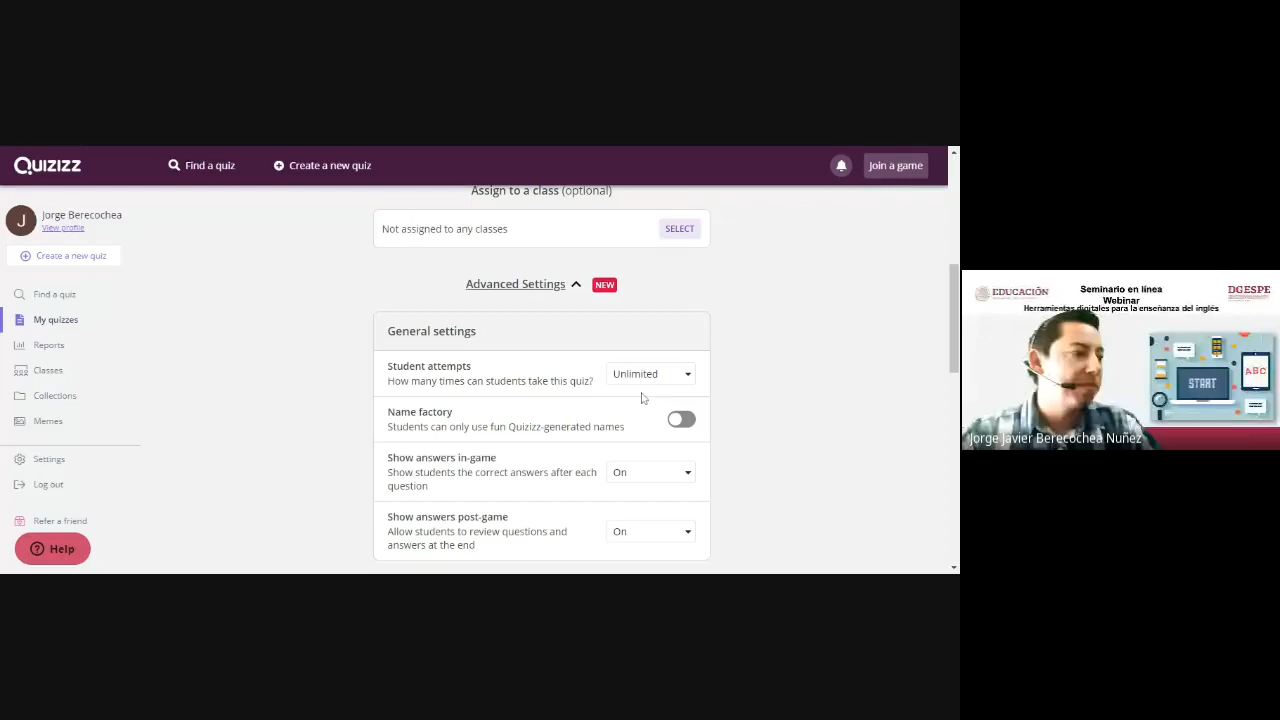 Quizizz
Find a quiz
Create a new quiz
Join a game
J
Jorge Berecochea
View profile
Create a new quiz
Find a quiz
My quizzes
Reports
Classes
Collections
Memes
Settings
Log out
Refer a friend
Help
Assign to a class (optional)
Not assigned to any classes
SELECT
Advanced Settings
NEW
General settings
Student attempts
How many times can students take this quiz?
Unlimited
Name factory
Students can only use fun Quizizz-generated names
Show answers in-game
Show students the correct answers after each
question
On
Show answers post-game
Allow students to review questions and
answers at the end
On
EDUCACIÓN
Seminario en línea
Webinar
Herramientas digitales para la enseñanza del inglés
DGESPE
START
ABC
Jorge Javier Berecochea Nuñez